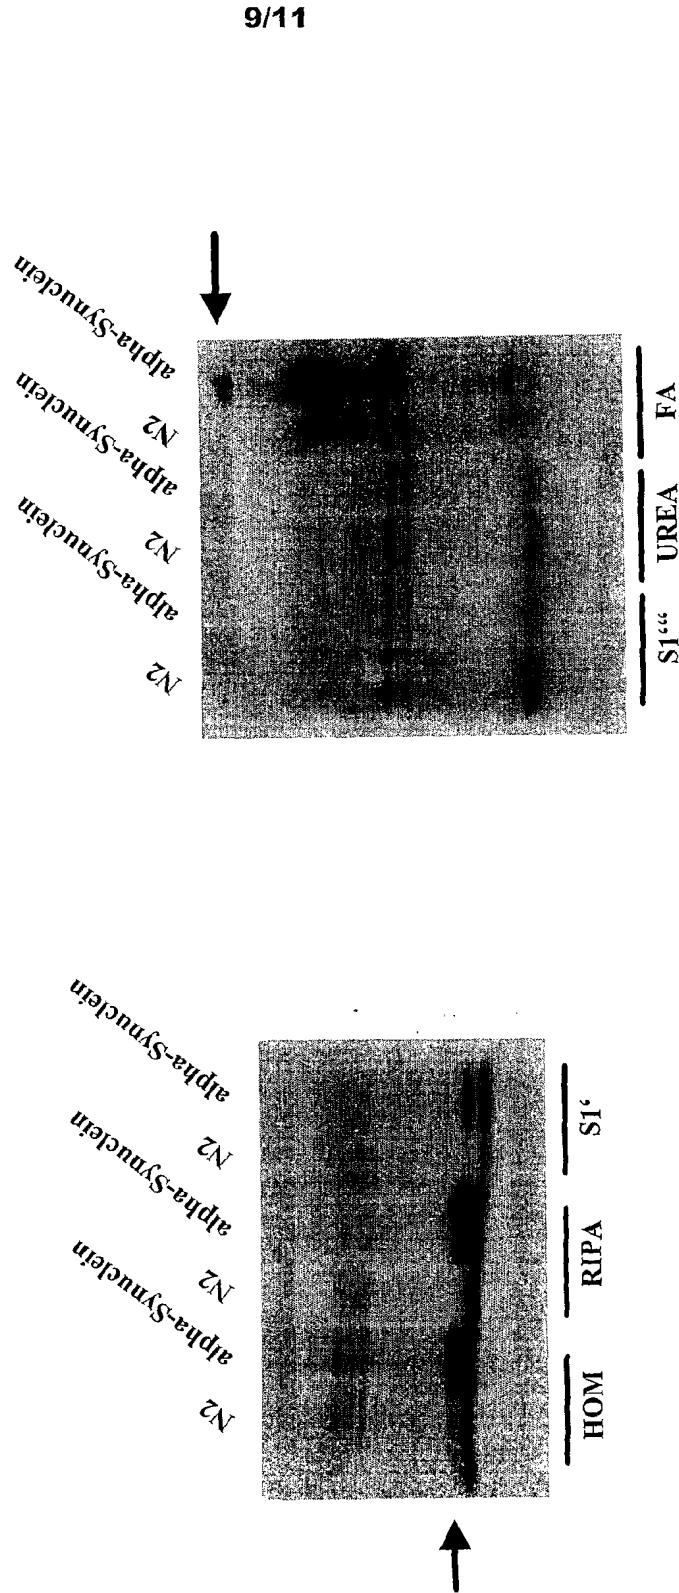 9/11
N2
alpha-Synuclein
N2
alpha-Synuclein
N2
alpha-Synuclein
HOM
RIPA
S1‘
N2
alpha-Synuclein
N2
alpha-Synuclein
N2
alpha-Synuclein
S1‘“
UREA
FA